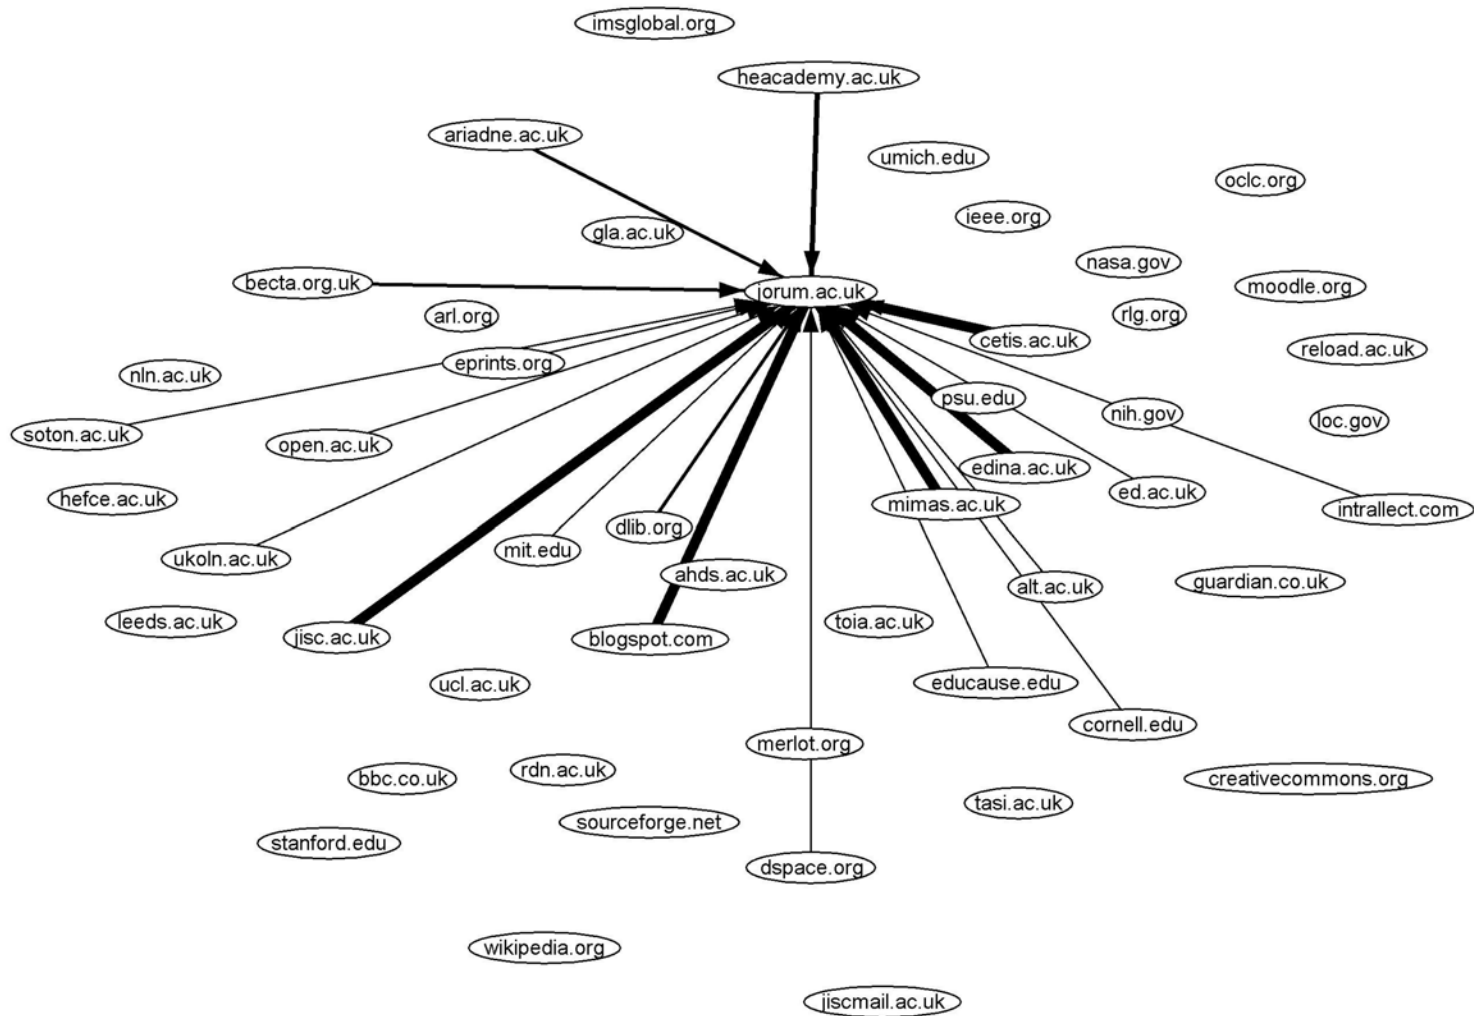 imsglobal.org
heacademy.ac.uk
ariadne.ac.uk
umich.edu
oclc.org
ieee.org
gla.ac.uk
nasa.gov
becta.org.uk
jorum.ac.uk
moodle.org
arl.org
rlg.org
cetis.ac.uk
reload.ac.uk
eprints.org
nln.ac.uk
psu.edu
nih.gov
loc.gov
soton.ac.uk
open.ac.uk
edina.ac.uk
ed.ac.uk
hefce.ac.uk
mimas.ac.uk
intrallect.com
dlib.org
mit.edu
ukoln.ac.uk
ahds.ac.uk
alt.ac.uk
guardian.co.uk
leeds.ac.uk
toia.ac.uk
jisc.ac.uk
blogspot.com
ucl.ac.uk
educause.edu
cornell.edu
merlot.org
rdn.ac.uk
bbc.co.uk
creativecommons.org
tasi.ac.uk
sourceforge.net
stanford.edu
dspace.org
wikipedia.org
jiscmail.ac.uk